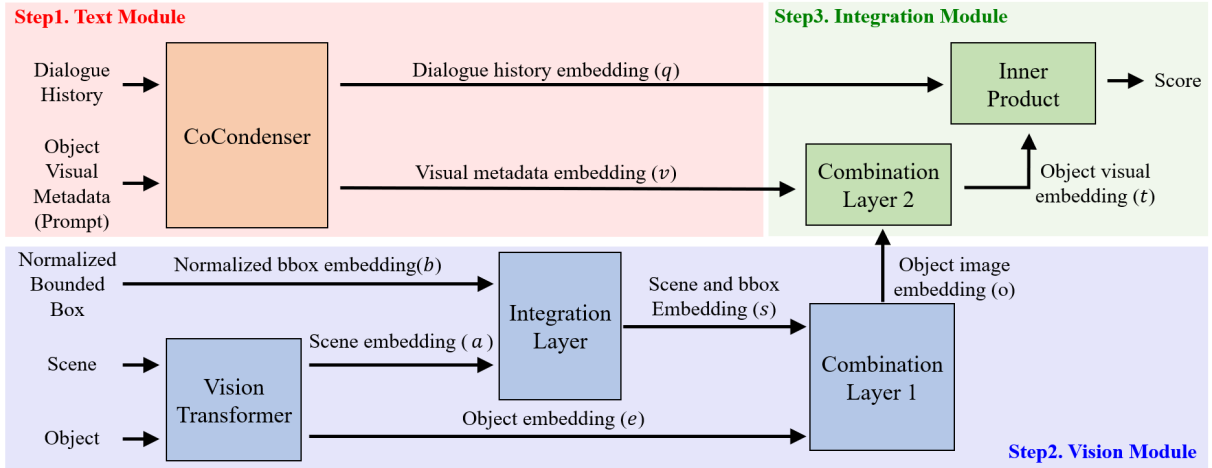 Step1. Text Module
Dialogue
History
Object
Visual
Metadata
(Prompt)
CoCondenser
Dialogue history embedding (q)
Visual metadata embedding (v)
Step3. Integration Module
Inner
Product
Score
Combination
Layer 2
Object visual
embedding (t)
Normalized
Bounded
Box
Normalized bbox embedding(b)
Scene
Object
Vision
Transformer
Scene embedding (a)
Object embedding (e)
Integration
Layer
Scene and bbox
Embedding (s)
Object image
embedding (o)
Combination
Layer 1
Step2. Vision Module